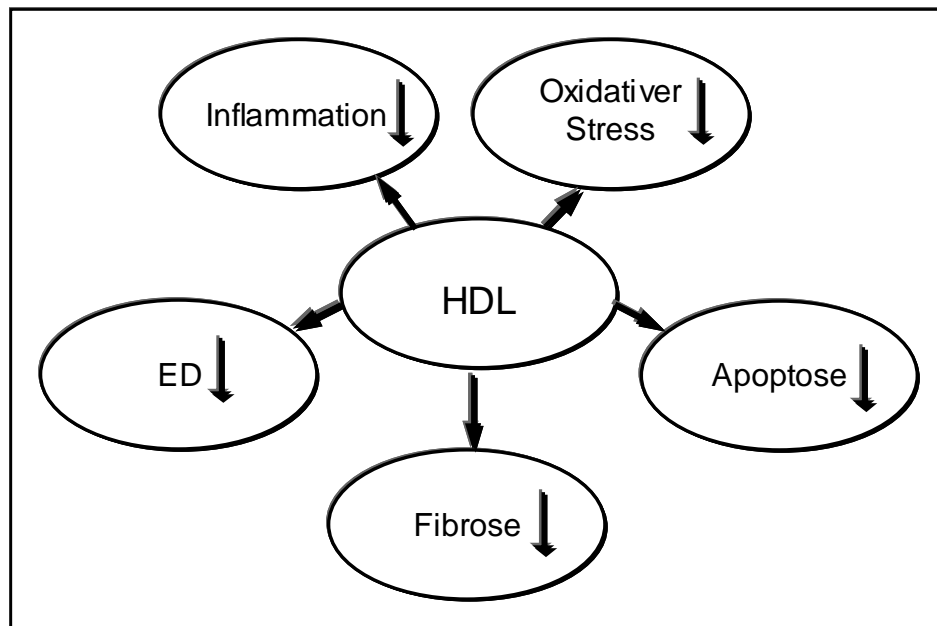 Inflammation
Oxidativer
Stress
HDL
ED
Apoptose
Fibrose